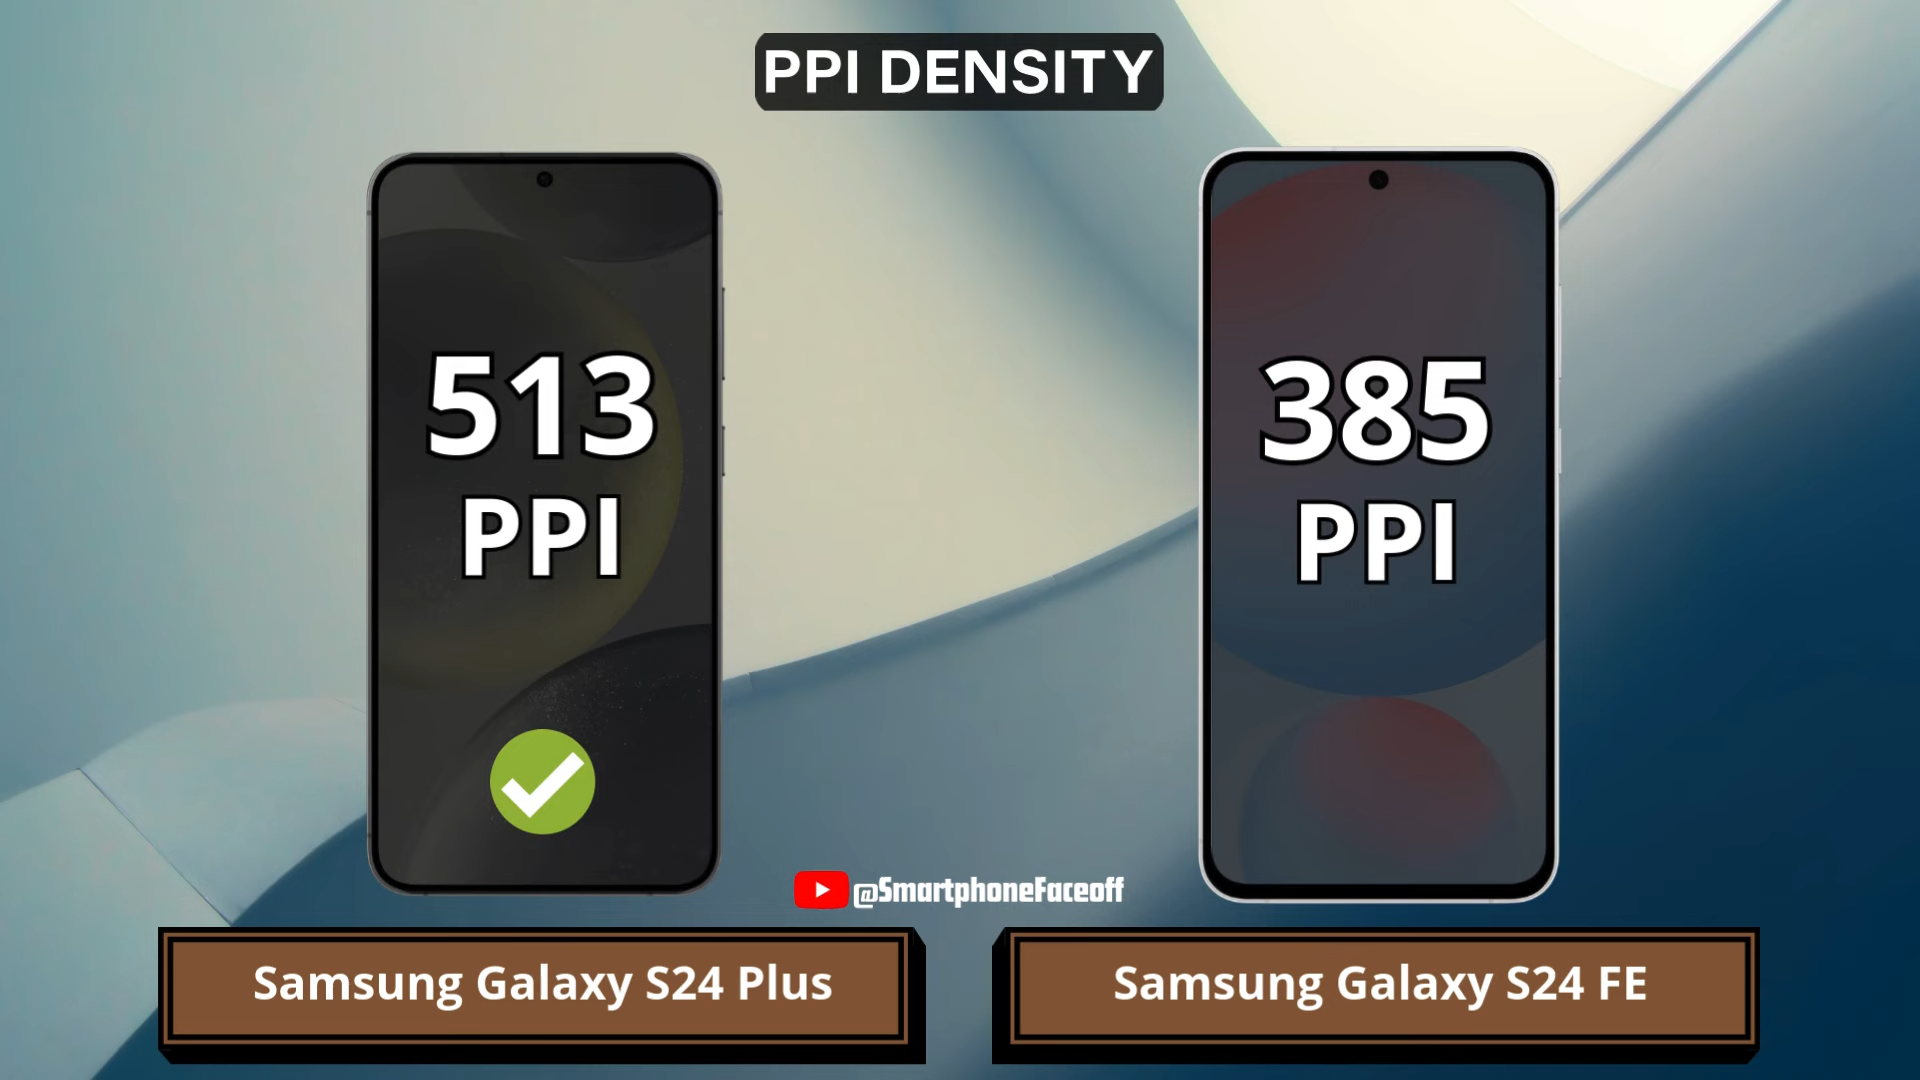 PPI DENSITY
513
PPI
385
PPI
@SmartphoneFaceoff
Samsung Galaxy S24 Plus
Samsung Galaxy S24 FE